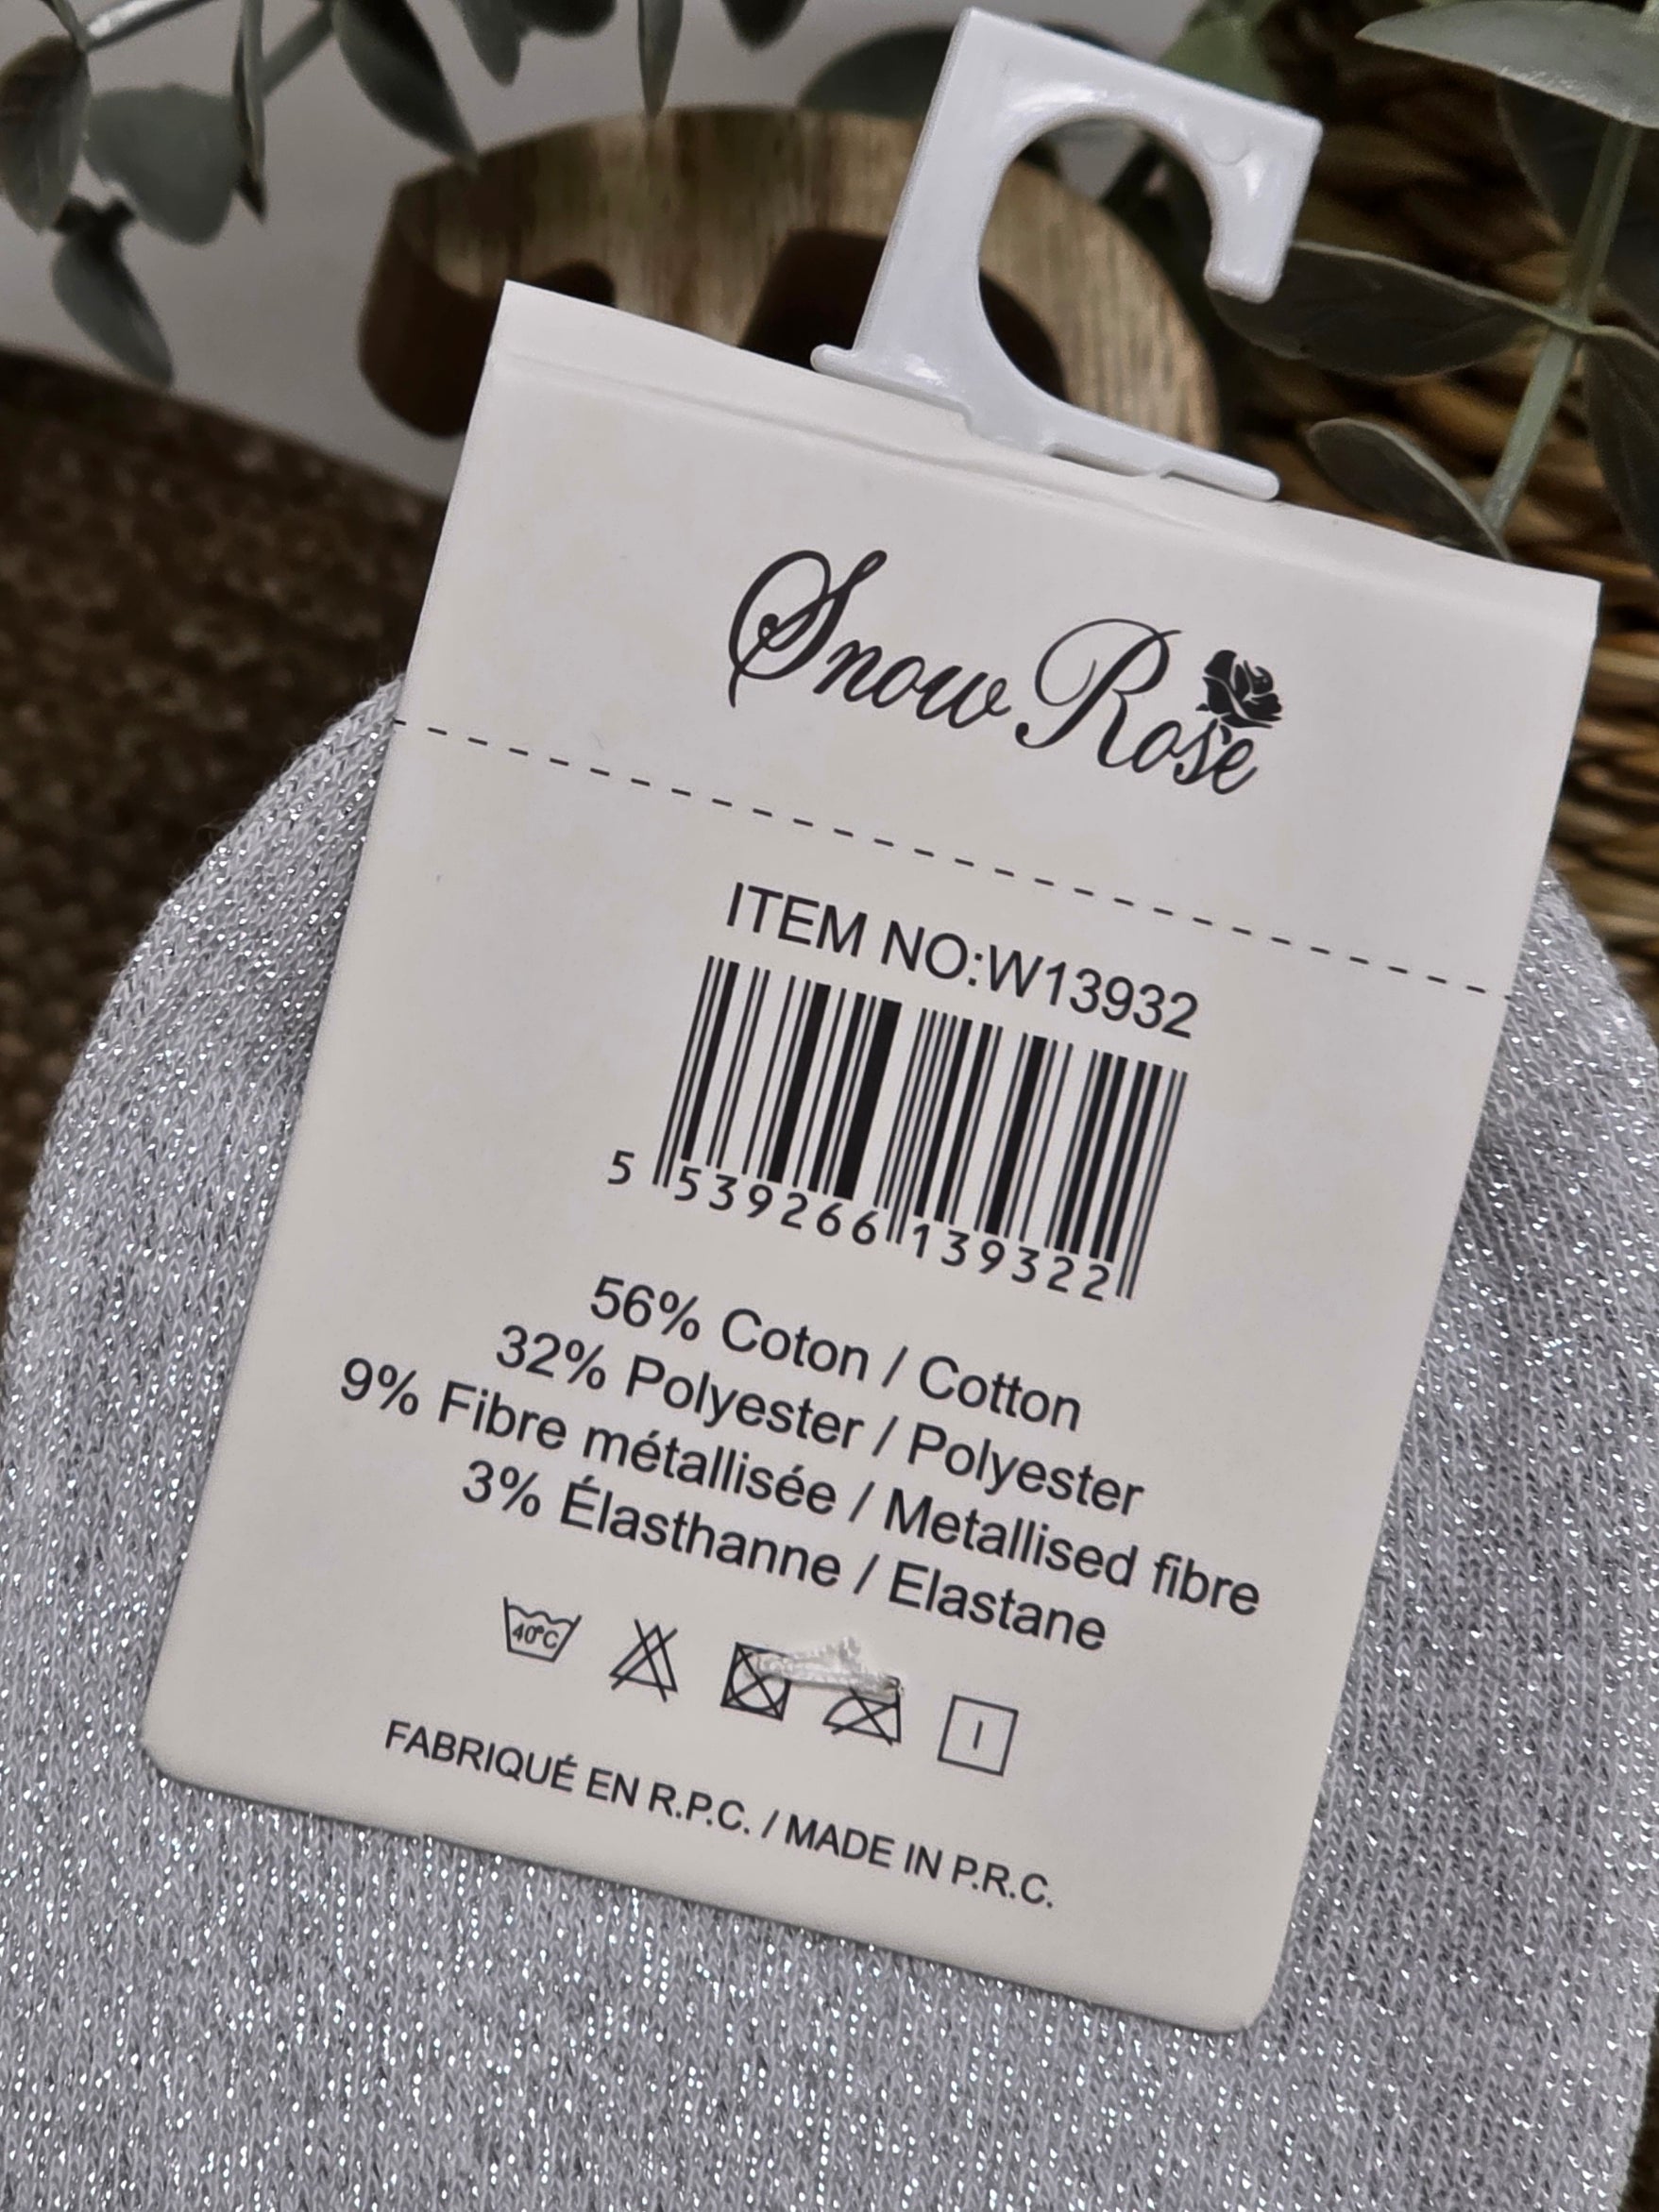 Snow Rose
ITEM NO:W13932
5 539266 139322
56% Coton / Cotton
32% Polyester / Polyester
9% Fibre métallisée / Metallised fibre
3% Élasthanne / Elastane
40°C
FABRIQUÉ EN R.P.C. / MADE IN P.R.C.